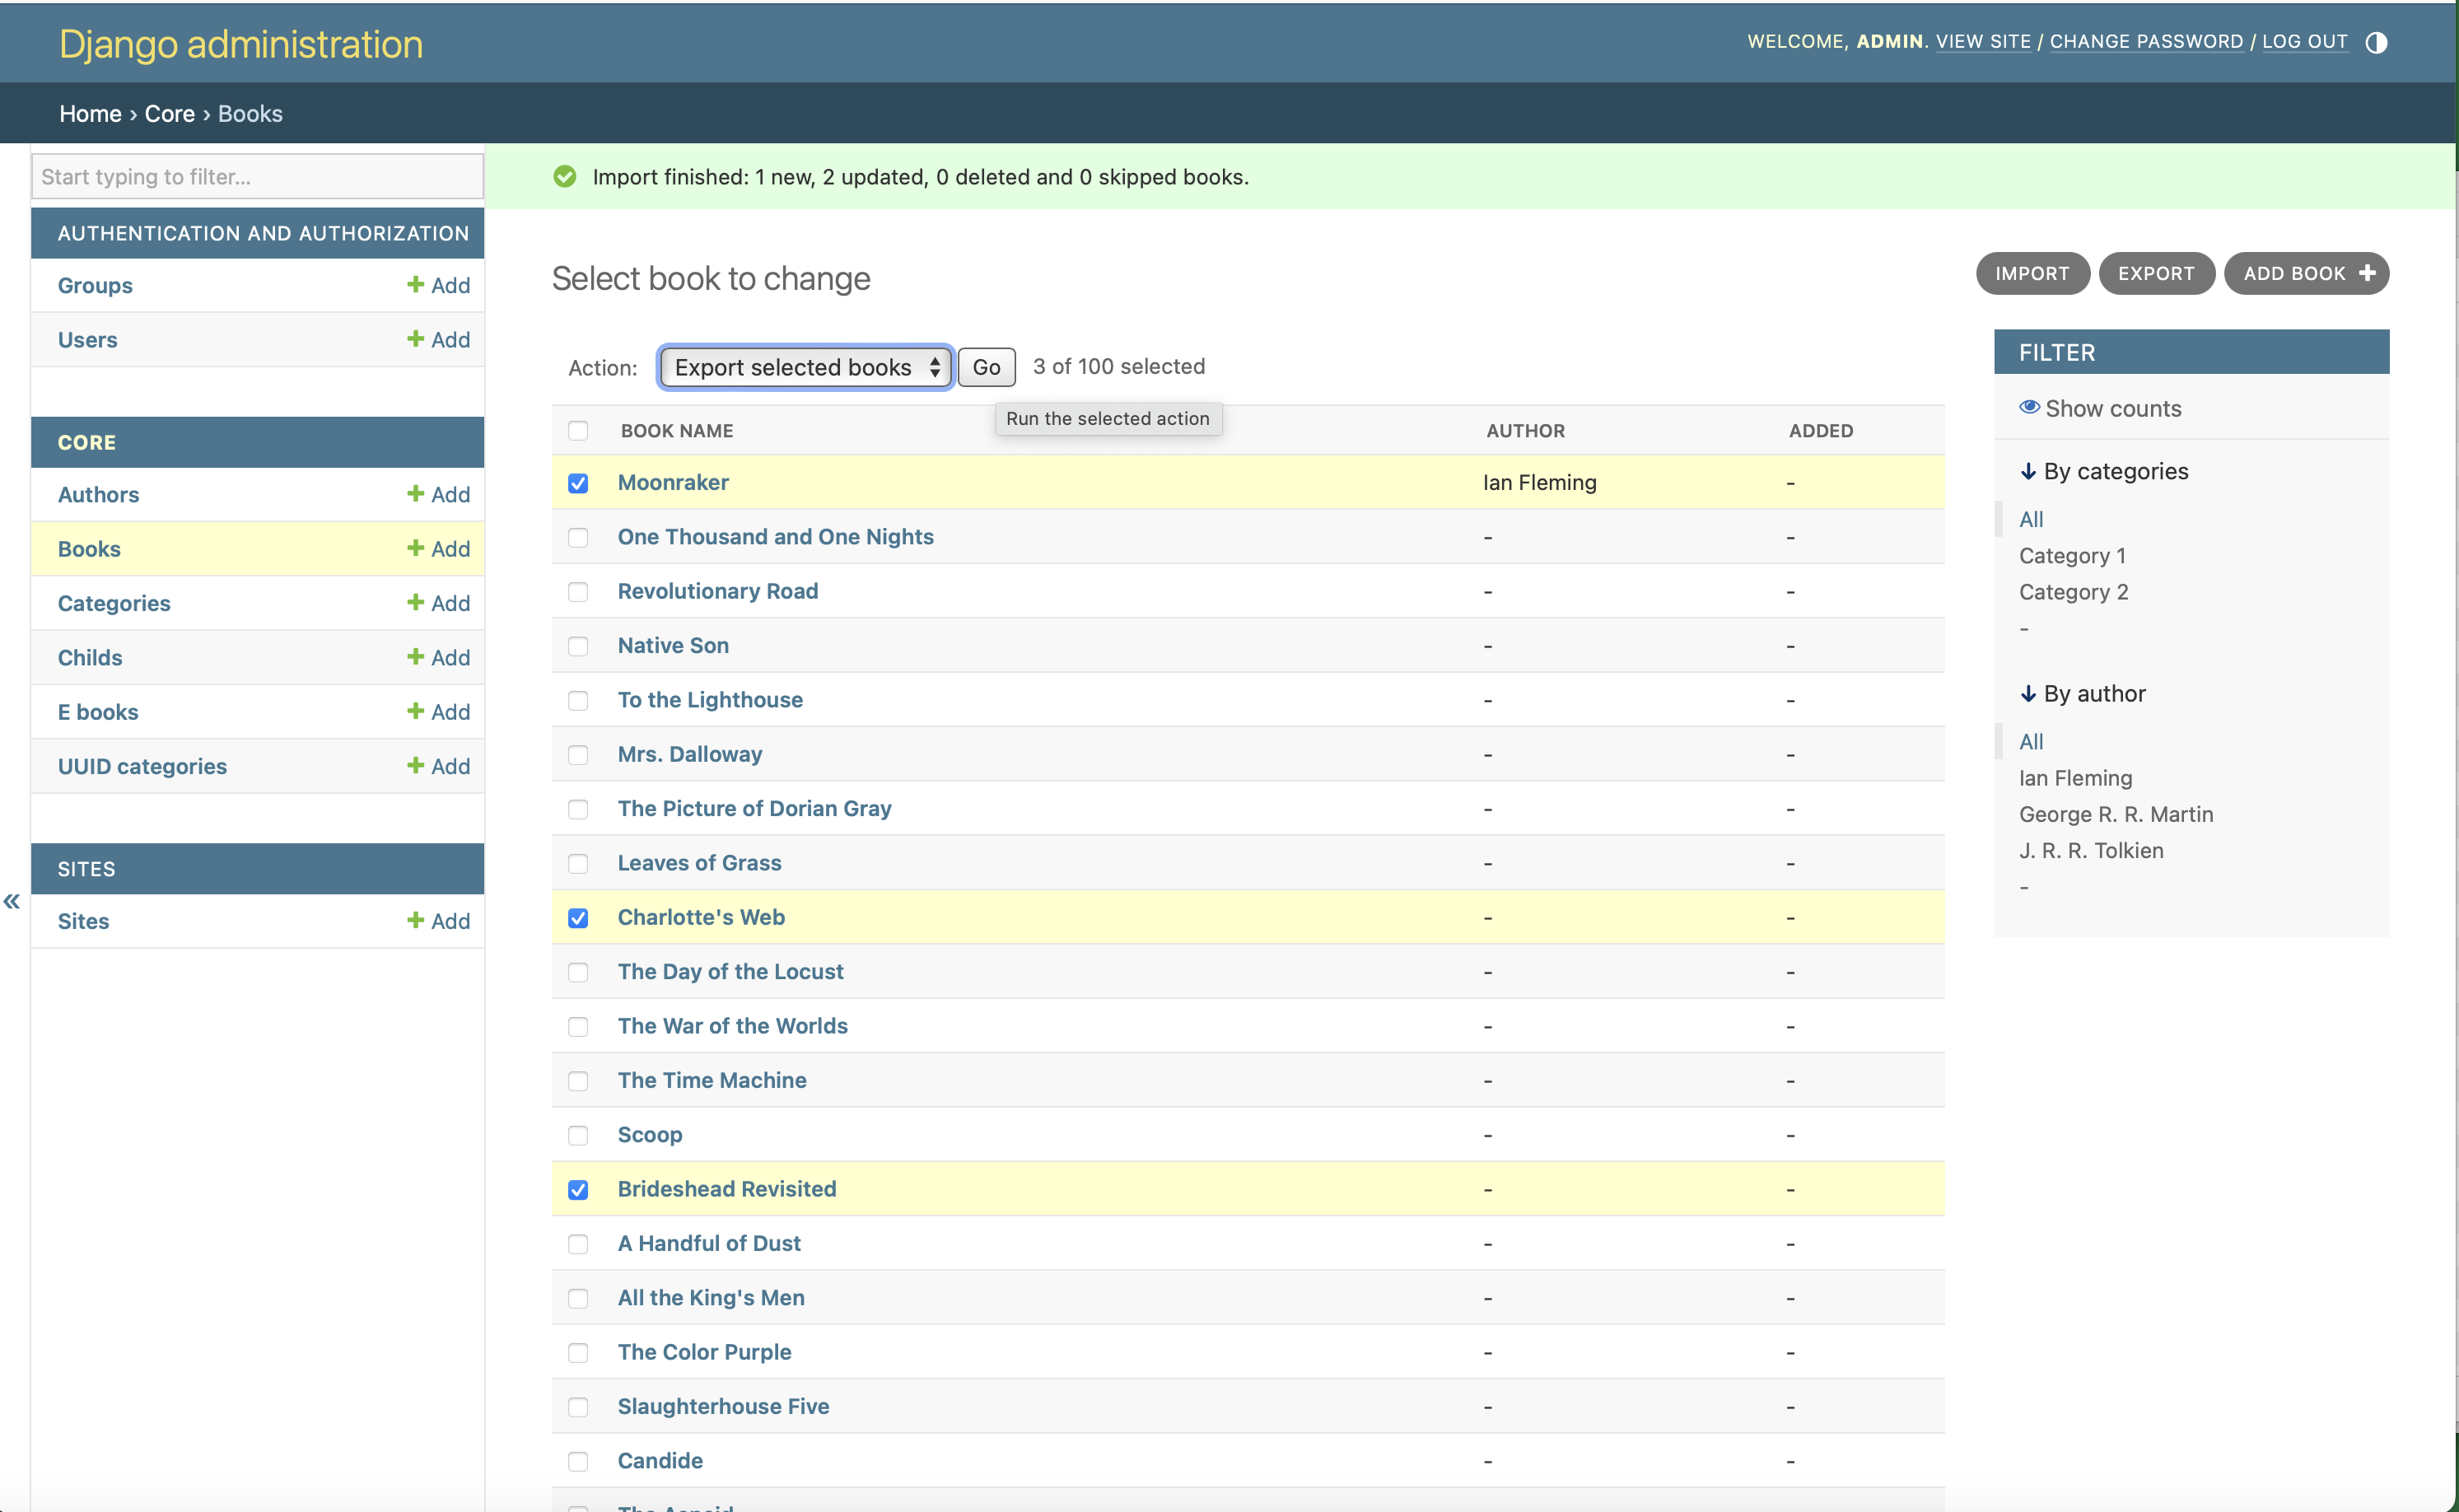 Django administration
WELCOME, ADMIN. VIEW SITE / CHANGE PASSWORD / LOG OUT
Home › Core › Books
Start typing to filter...
AUTHENTICATION AND AUTHORIZATION
Groups + Add
Users + Add
CORE
Authors + Add
Books + Add
Categories + Add
Childs + Add
E books + Add
UUID categories + Add
SITES
Sites + Add
«
Import finished: 1 new, 2 updated, 0 deleted and 0 skipped books.
Select book to change
IMPORT EXPORT ADD BOOK +
Action: Export selected books Go 3 of 100 selected
Run the selected action
BOOK NAME AUTHOR ADDED
Moonraker Ian Fleming -
One Thousand and One Nights - -
Revolutionary Road - -
Native Son - -
To the Lighthouse - -
Mrs. Dalloway - -
The Picture of Dorian Gray - -
Leaves of Grass - -
Charlotte's Web - -
The Day of the Locust - -
The War of the Worlds - -
The Time Machine - -
Scoop - -
Brideshead Revisited - -
A Handful of Dust - -
All the King's Men - -
The Color Purple - -
Slaughterhouse Five - -
Candide - -
FILTER
Show counts
↓ By categories
All
Category 1
Category 2
-
↓ By author
All
Ian Fleming
George R. R. Martin
J. R. R. Tolkien
-